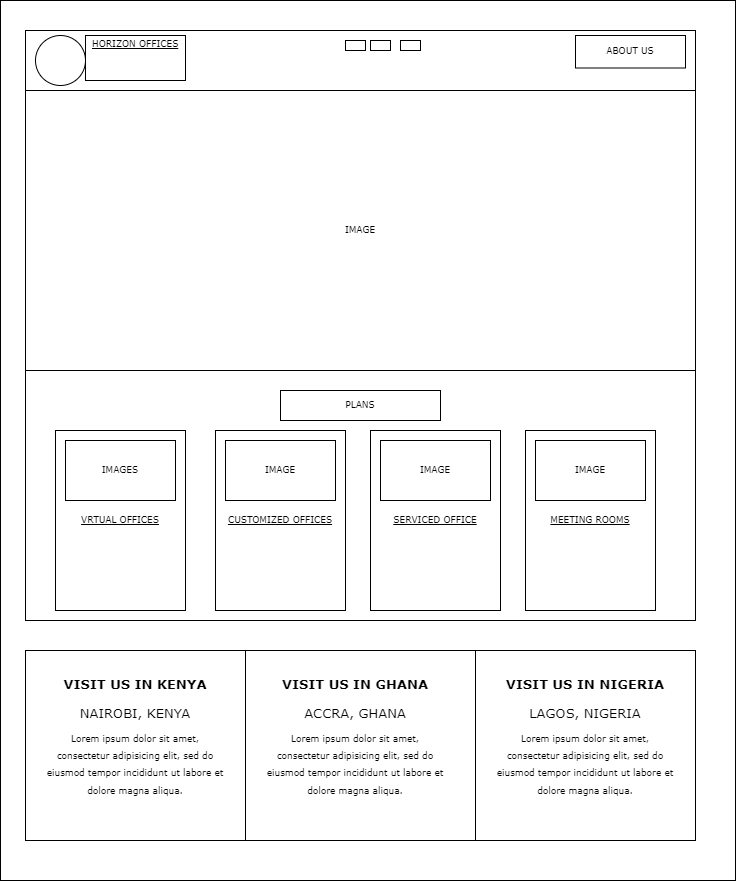 HORIZON OFFICES
ABOUT US
IMAGE
PLANS
IMAGES
IMAGE
IMAGE
IMAGE
VRTUAL OFFICES
CUSTOMIZED OFFICES
SERVICED OFFICE
MEETING ROOMS
VISIT US IN KENYA
NAIROBI, KENYA
Lorem ipsum dolor sit amet,
consectetur adipisicing elit, sed do
eiusmod tempor incididunt ut labore et
dolore magna aliqua.
VISIT US IN GHANA
ACCRA, GHANA
Lorem ipsum dolor sit amet,
consectetur adipisicing elit, sed do
eiusmod tempor incididunt ut labore et
dolore magna aliqua.
VISIT US IN NIGERIA
LAGOS, NIGERIA
Lorem ipsum dolor sit amet,
consectetur adipisicing elit, sed do
eiusmod tempor incididunt ut labore et
dolore magna aliqua.